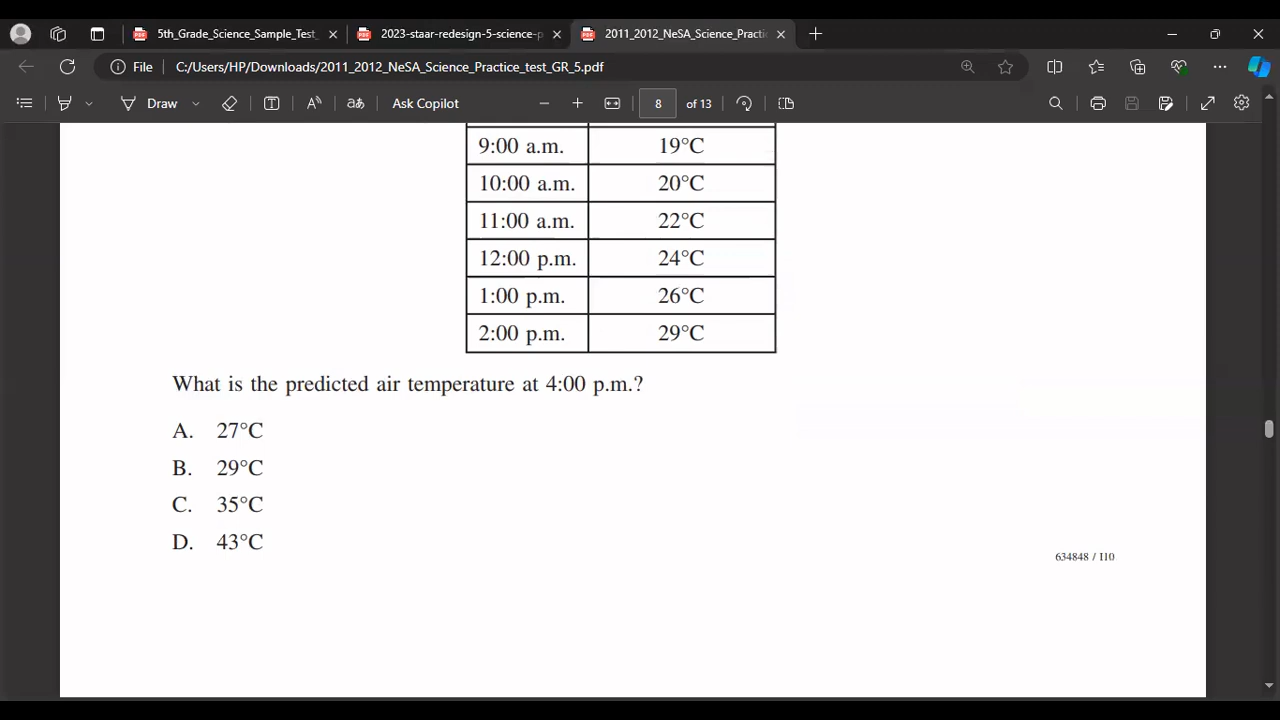 5th_Grade_Science_Sample_Test_
2023-staar-redesign-5-science-p
2011_2012_NeSA_Science_Practic
File
C:/Users/HP/Downloads/2011_2012_NeSA_Science_Practice_test_GR_5.pdf
Draw
Ask Copilot
8 of 13
9:00 a.m. 19°C
10:00 a.m. 20°C
11:00 a.m. 22°C
12:00 p.m. 24°C
1:00 p.m. 26°C
2:00 p.m. 29°C
What is the predicted air temperature at 4:00 p.m.?
A. 27°C
B. 29°C
C. 35°C
D. 43°C
634848 / I10